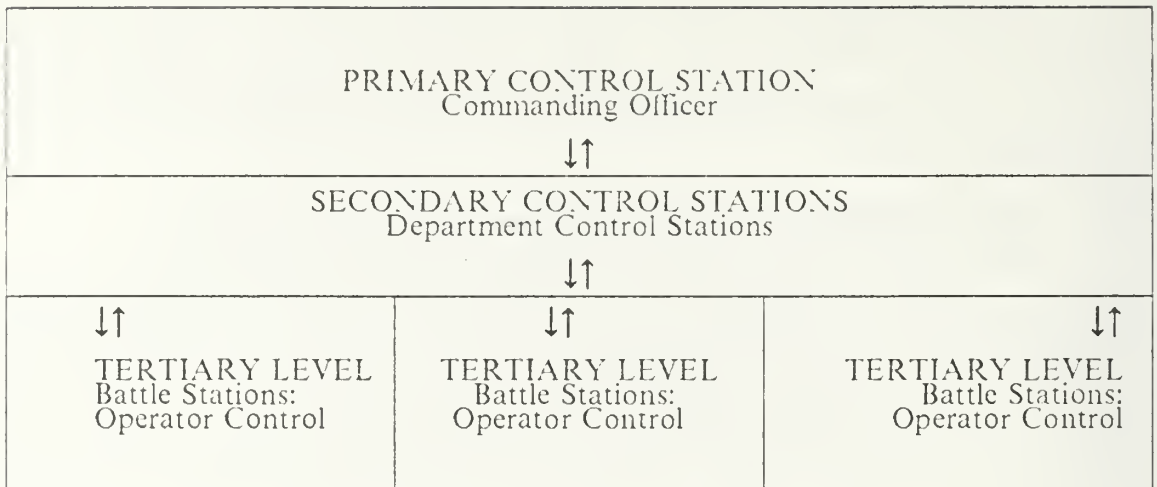 PRIMARY CONTROL STATION
Commanding Officer
↓↑
SECONDARY CONTROL STATIONS
Department Control Stations
↓↑
↓↑
TERTIARY LEVEL
Battle Stations:
Operator Control
↓↑
TERTIARY LEVEL
Battle Stations:
Operator Control
↓↑
TERTIARY LEVEL
Battle Stations:
Operator Control